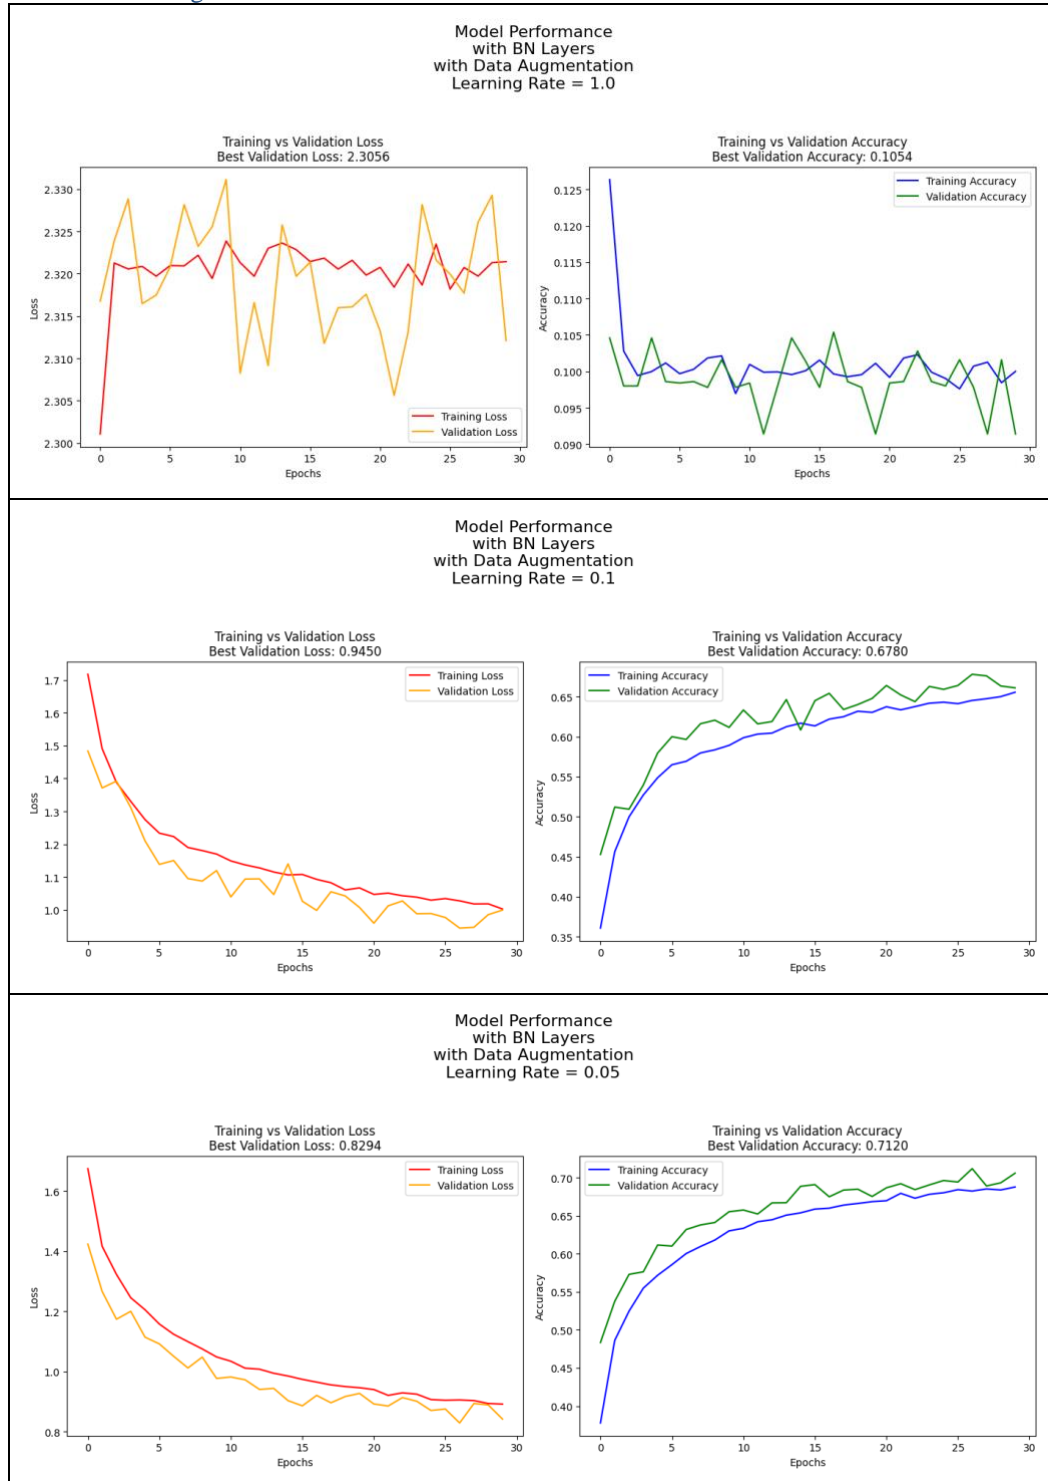 Model Performance
with BN Layers
with Data Augmentation
Learning Rate = 1.0
Training vs Validation Loss
Best Validation Loss: 2.3056
2.330
2.325
2.320
2.315
2.310
2.305
2.300
Loss
Training Loss
Validation Loss
0 5 10 15 20 25 30
Epochs
Training vs Validation Accuracy
Best Validation Accuracy: 0.1054
0.125
0.120
0.115
0.110
0.105
0.100
0.095
0.090
Accuracy
Training Accuracy
Validation Accuracy
0 5 10 15 20 25 30
Epochs
Model Performance
with BN Layers
with Data Augmentation
Learning Rate = 0.1
Training vs Validation Loss
Best Validation Loss: 0.9450
1.7
1.6
1.5
1.4
1.3
1.2
1.1
1.0
Loss
Training Loss
Validation Loss
0 5 10 15 20 25 30
Epochs
Training vs Validation Accuracy
Best Validation Accuracy: 0.6780
0.65
0.60
0.55
0.50
0.45
0.40
0.35
Accuracy
Training Accuracy
Validation Accuracy
0 5 10 15 20 25 30
Epochs
Model Performance
with BN Layers
with Data Augmentation
Learning Rate = 0.05
Training vs Validation Loss
Best Validation Loss: 0.8294
1.6
1.4
1.2
1.0
0.8
Loss
Training Loss
Validation Loss
0 5 10 15 20 25 30
Epochs
Training vs Validation Accuracy
Best Validation Accuracy: 0.7120
0.70
0.65
0.60
0.55
0.50
0.45
0.40
Accuracy
Training Accuracy
Validation Accuracy
0 5 10 15 20 25 30
Epochs